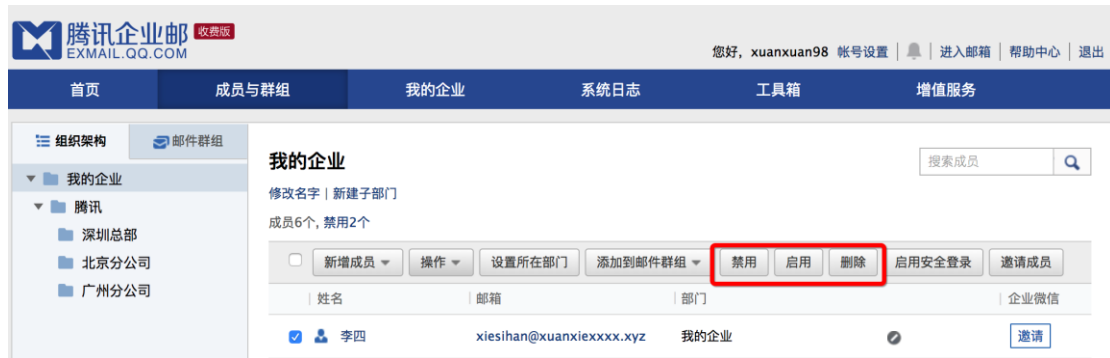 腾讯企业邮 收费版
EXMAIL.QQ.COM
您好，xuanxuan98 帐号设置 | | 进入邮箱 | 帮助中心 | 退出
首页 成员与群组 我的企业 系统日志 工具箱 增值服务
组织架构 邮件群组
我的企业
腾讯
深圳总部
北京分公司
广州分公司
我的企业
搜索成员
修改名字 | 新建子部门
成员6个，禁用2个
新增成员 操作 设置所在部门 添加到邮件群组 禁用 启用 删除 启用安全登录 邀请成员
姓名 邮箱 部门 企业微信
李四 xiesihan@xuanxiexxxx.xyz 我的企业 邀请